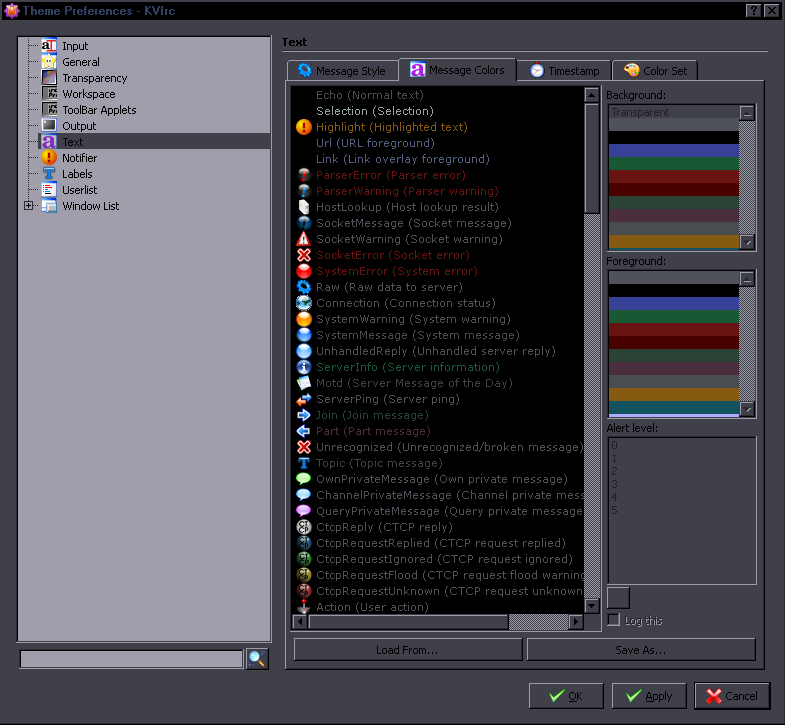 Theme Preferences - KVIrc
Input
General
Transparency
Workspace
ToolBar Applets
Output
Text
Notifier
Labels
Userlist
Window List
Text
Message Style
Message Colors
Timestamp
Color Set
Echo (Normal text)
Selection (Selection)
Highlight (Highlighted text)
Url (URL foreground)
Link (Link overlay foreground)
ParserError (Parser error)
ParserWarning (Parser warning)
HostLookup (Host lookup result)
SocketMessage (Socket message)
SocketWarning (Socket warning)
SocketError (Socket error)
SystemError (System error)
Raw (Raw data to server)
Connection (Connection status)
SystemWarning (System warning)
SystemMessage (System message)
UnhandledReply (Unhandled server reply)
ServerInfo (Server information)
Motd (Server Message of the Day)
ServerPing (Server ping)
Join (Join message)
Part (Part message)
Unrecognized (Unrecognized/broken message)
Topic (Topic message)
OwnPrivateMessage (Own private message)
ChannelPrivateMessage (Channel private mess
QueryPrivateMessage (Query private message
CtcpReply (CTCP reply)
CtcpRequestReplied (CTCP request replied)
CtcpRequestIgnored (CTCP request ignored)
CtcpRequestFlood (CTCP request flood warning
CtcpRequestUnknown (CTCP request unknown
Action (User action)
Background:
Transparent
Foreground:
Alert level:
0
1
2
3
4
5
Log this
Load From...
Save As...
OK
Apply
Cancel